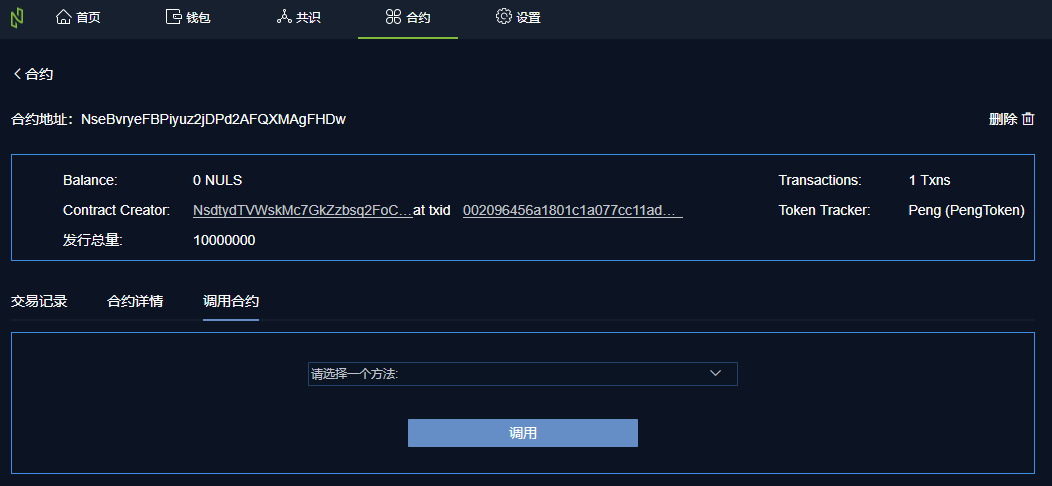 首页 钱包 共识 合约 设置
合约
合约地址：NseBvryeFBPiyuz2jDPd2AFQXMAgFHDw 删除
Balance: 0 NULS Transactions: 1 Txns
Contract Creator: NsdtydTVWskMc7GkZzbsq2FoC...at txid 002096456a1801c1a077cc11ad... Token Tracker: Peng (PengToken)
发行总量: 10000000
交易记录 合约详情 调用合约
请选择一个方法:
调用